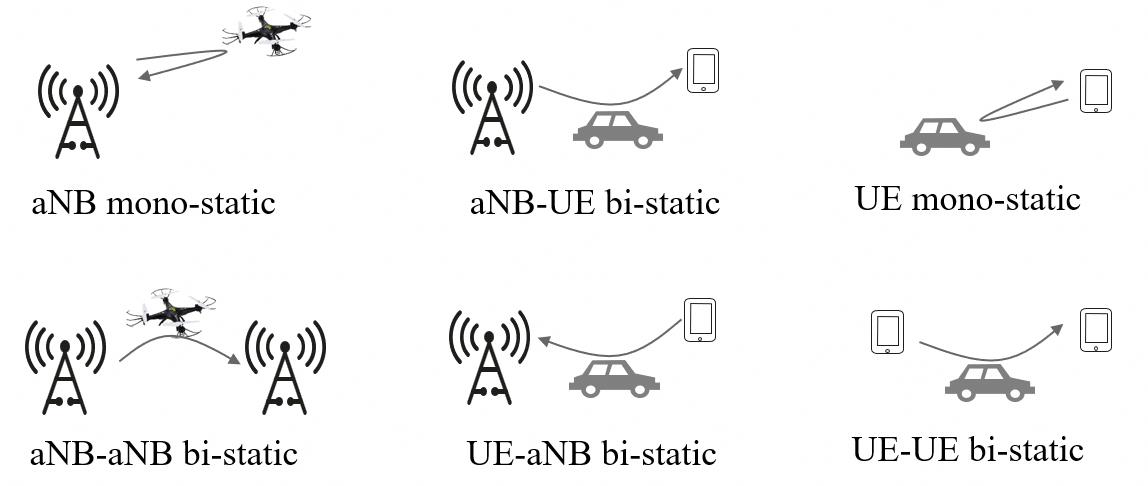 aNB mono-static
aNB-UE bi-static
UE mono-static
aNB-aNB bi-static
UE-aNB bi-static
UE-UE bi-static